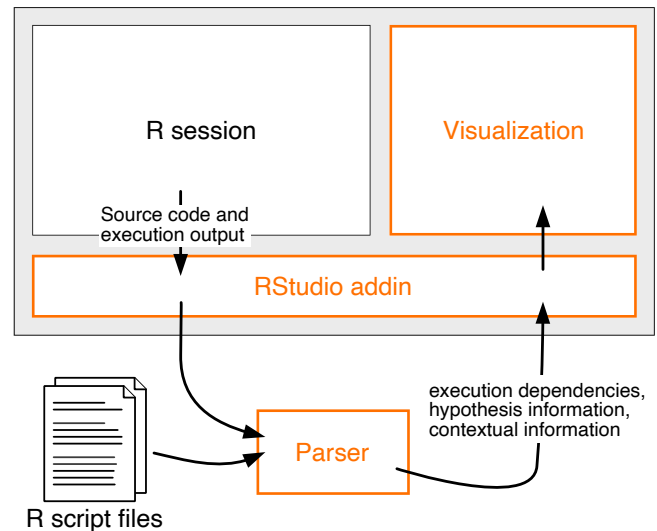 R session
Visualization
Source code and
execution output
RStudio addin
execution dependencies,
hypothesis information,
contextual information
Parser
R script files